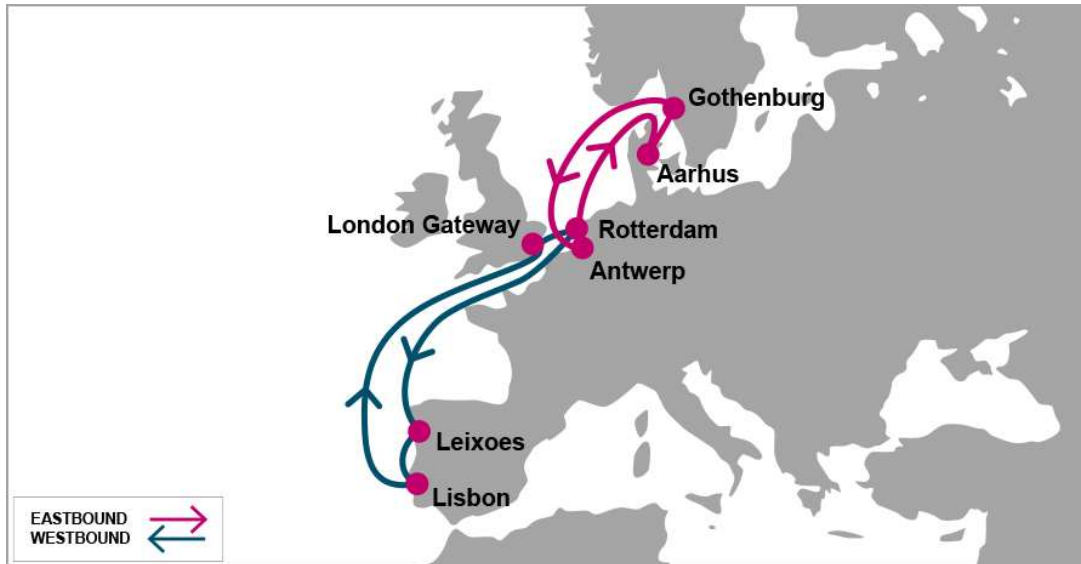 Gothenburg
Aarhus
London Gateway
Rotterdam
Antwerp
Leixoes
Lisbon
EASTBOUND
WESTBOUND